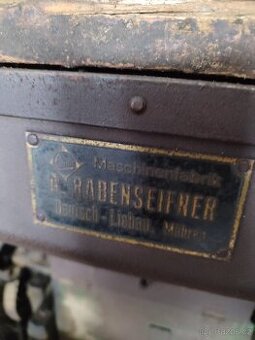 Maschinenfabrik
RABENSEIFNER
Deutsch-Liebau, Mähren